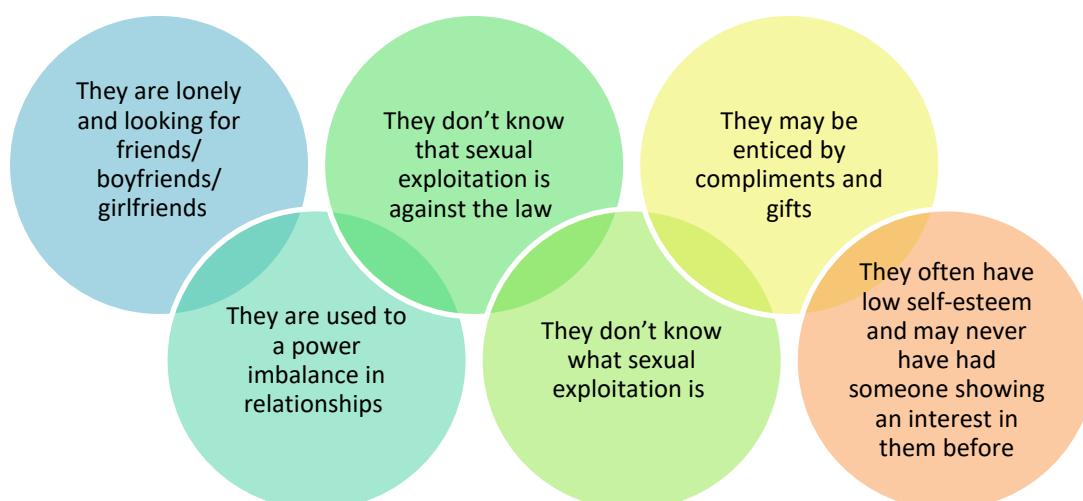 They are lonely
and looking for
friends/
boyfriends/
girlfriends
They are used to
a power
imbalance in
relationships
They don’t know
that sexual
exploitation is
against the law
They don’t know
what sexual
exploitation is
They may be
enticed by
compliments and
gifts
They often have
low self-esteem
and may never
have had
someone showing
an interest in
them before